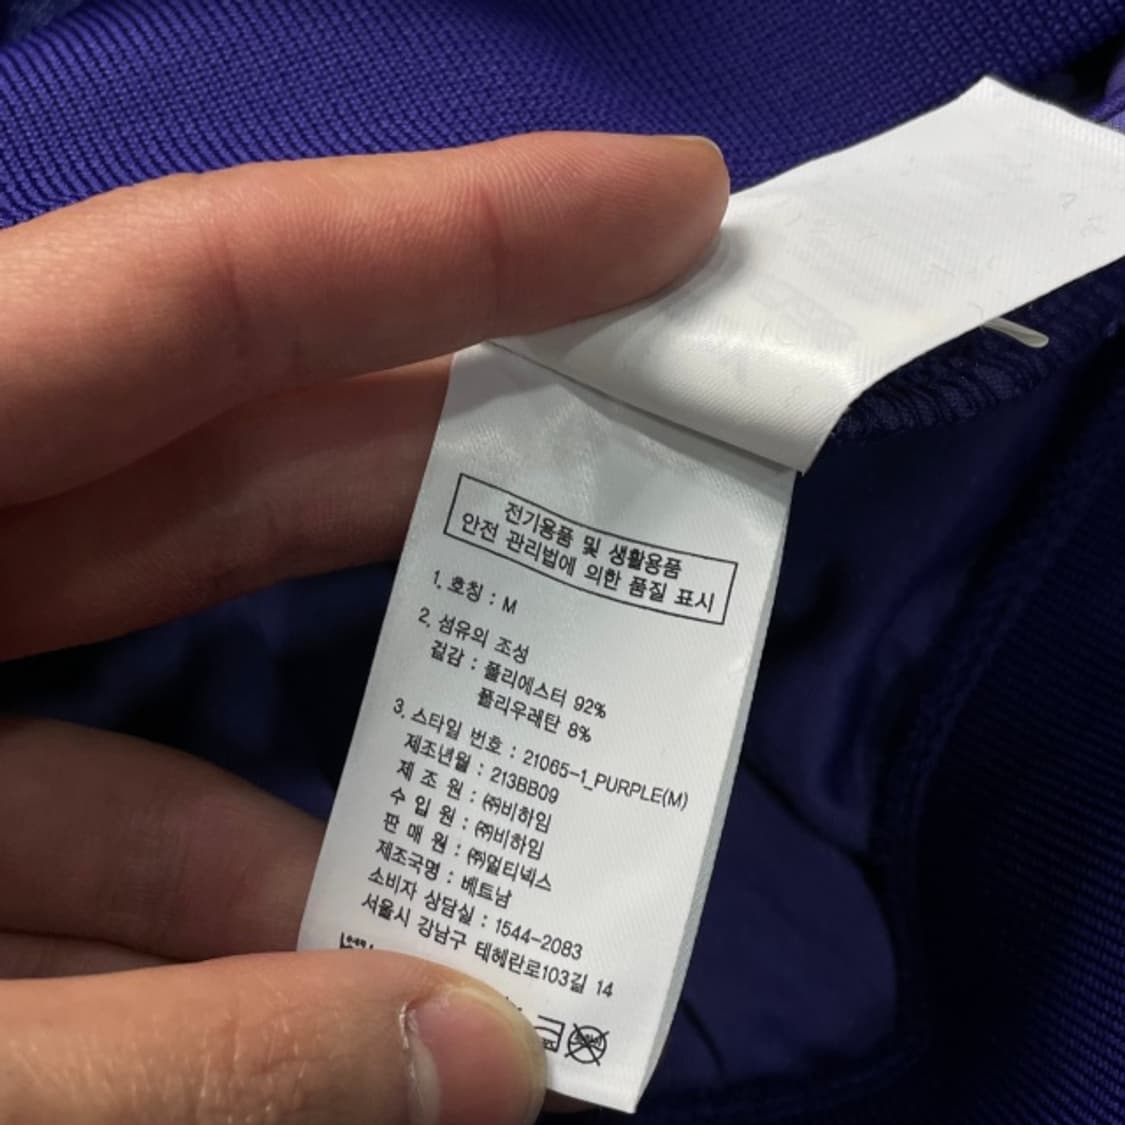 전기용품 및 생활용품
안전 관리법에 의한 품질 표시
1. 호칭 : M
2. 섬유의 조성
겉감 : 폴리에스터 92%
폴리우레탄 8%
3. 스타일 번호 : 21065-1_PURPLE(M)
제조년월 : 213BB09
제 조 원 : ㈜비하임
수 입 원 : ㈜비하임
판 매 원 : ㈜멀티넥스
제조국명 : 베트남
소비자 상담실 : 1544-2083
서울시 강남구 테헤란로103길 14